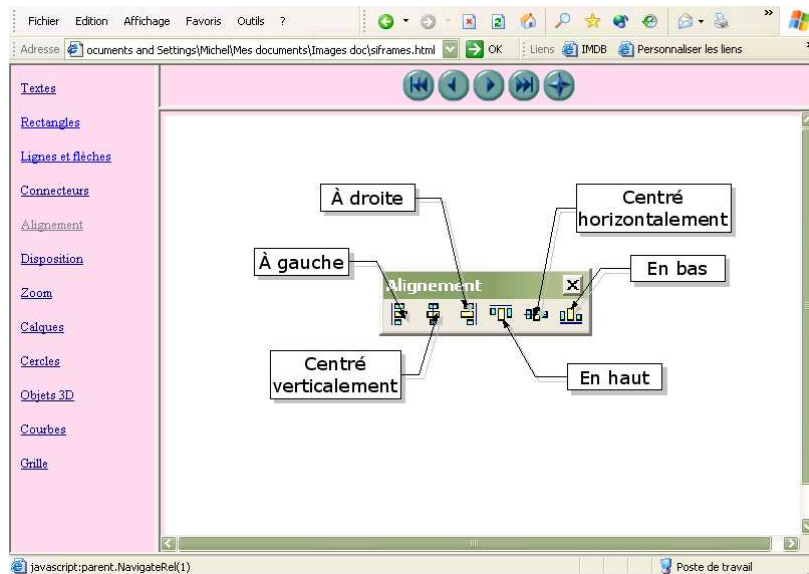 Fichier Edition Affichage Favoris Outils ? »
Adresse ocuments and Settings\Michel\Mes documents\Images doc\siframes.html OK Liens IMDB Personnaliser les liens »
Textes
Rectangles
Lignes et flèches
Connecteurs
Alignement
Disposition
Zoom
Calques
Cercles
Objets 3D
Courbes
Grille
À droite
Centré
horizontalement
À gauche
En bas
Alignement
Centré
verticalement
En haut
javascript:parent.NavigateRel(1) Poste de travail